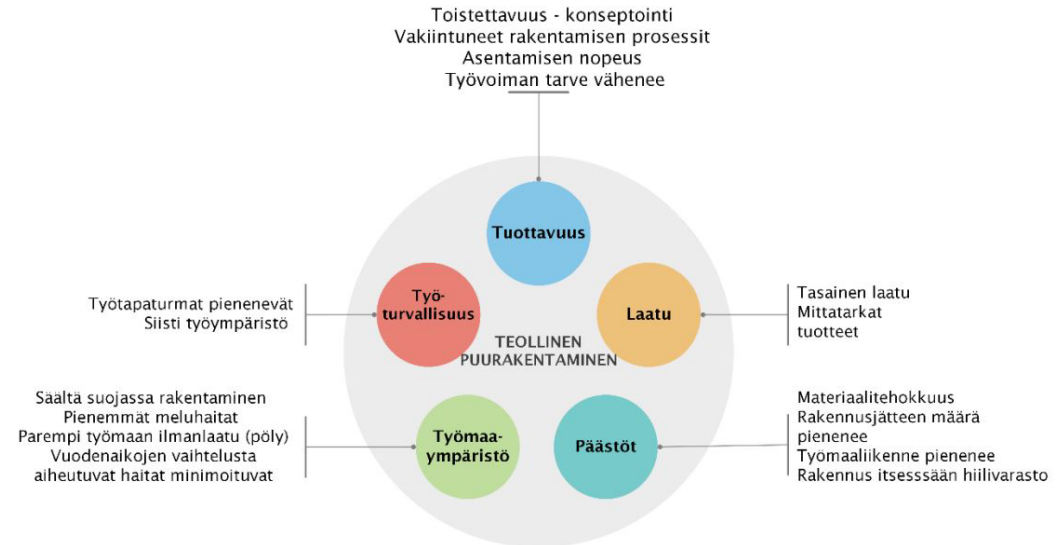 Toistettavuus - konseptointi
Vakiintuneet rakentamisen prosessit
Asentamisen nopeus
Työvoiman tarve vähenee
Tuottavuus
Työtapaturmat pienenevät
Siisti työympäristö
Työ-
turvallisuus
Laatu
Tasainen laatu
Mittatarkat
tuotteet
TEOLLINEN
PUURAKENTAMINEN
Säältä suojassa rakentaminen
Pienemmät meluhaitat
Parempi työmaan ilmanlaatu (pöly)
Vuodenaikojen vaihtelusta
aiheutuvat haitat minimoituvat
Työmaa-
ympäristö
Päästöt
Materiaalitehokkuus
Rakennusjätteen määrä
pienenee
Työmaaliikenne pienenee
Rakennus itsesssään hiilivarasto